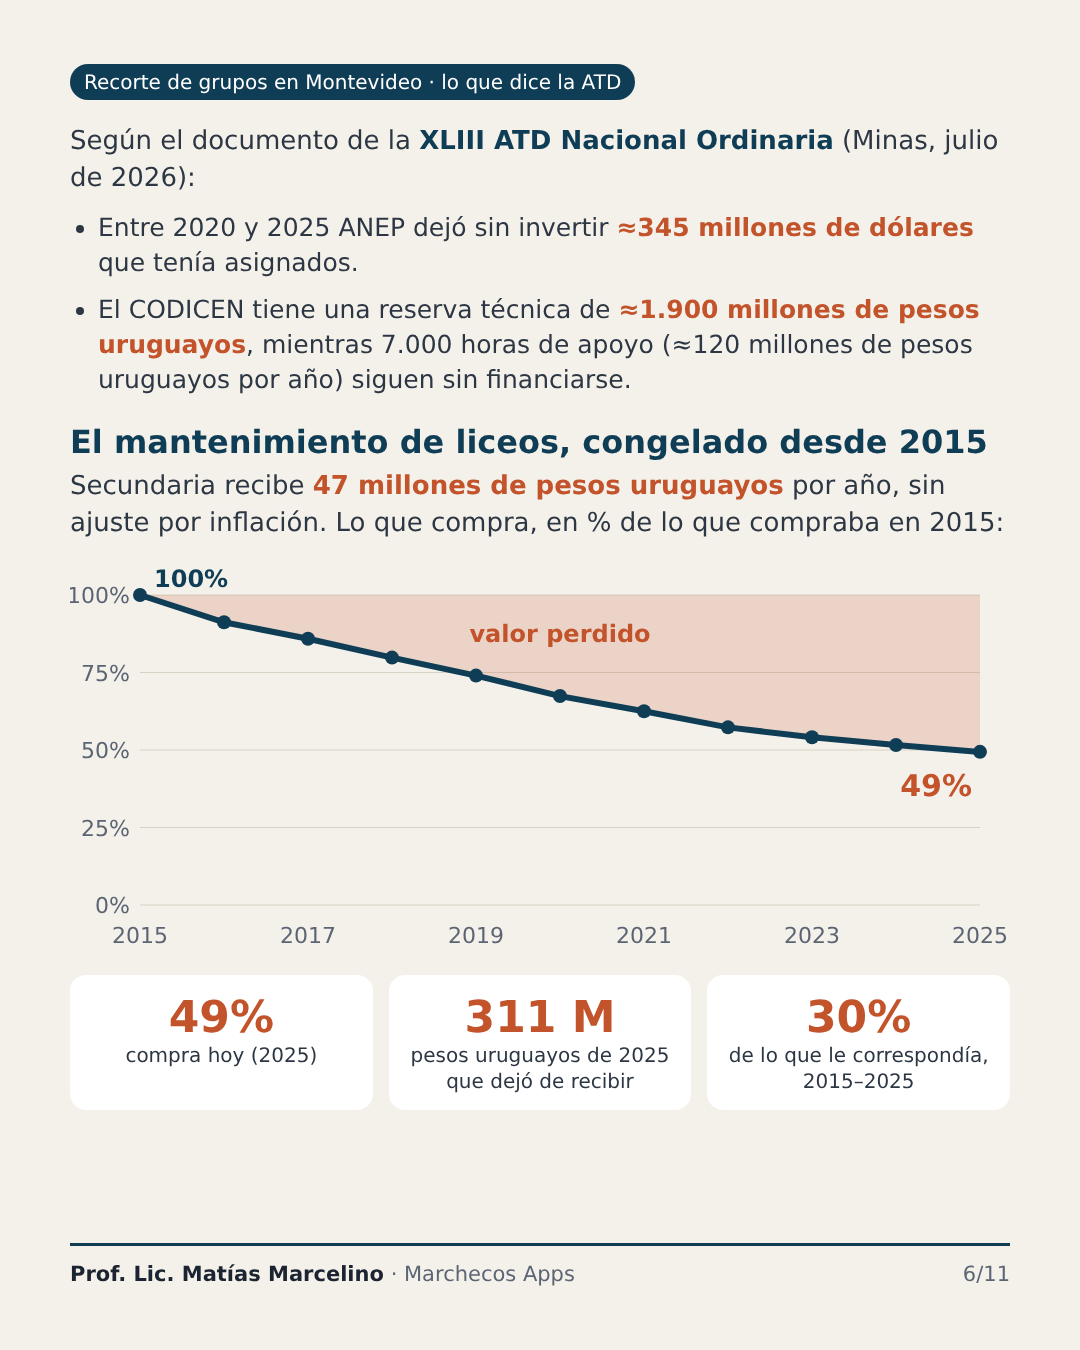 Recorte de grupos en Montevideo · lo que dice la ATD
Según el documento de la XLIII ATD Nacional Ordinaria (Minas, julio
de 2026):
• Entre 2020 y 2025 ANEP dejó sin invertir ≈345 millones de dólares
que tenía asignados.
• El CODICEN tiene una reserva técnica de ≈1.900 millones de pesos
uruguayos, mientras 7.000 horas de apoyo (≈120 millones de pesos
uruguayos por año) siguen sin financiarse.
El mantenimiento de liceos, congelado desde 2015
Secundaria recibe 47 millones de pesos uruguayos por año, sin
ajuste por inflación. Lo que compra, en % de lo que compraba en 2015:
100%
100%
valor perdido
75%
50%
49%
25%
0%
2015 2017 2019 2021 2023 2025
49%
compra hoy (2025)
311 M
pesos uruguayos de 2025
que dejó de recibir
30%
de lo que le correspondía,
2015–2025
Prof. Lic. Matías Marcelino · Marchecos Apps
6/11